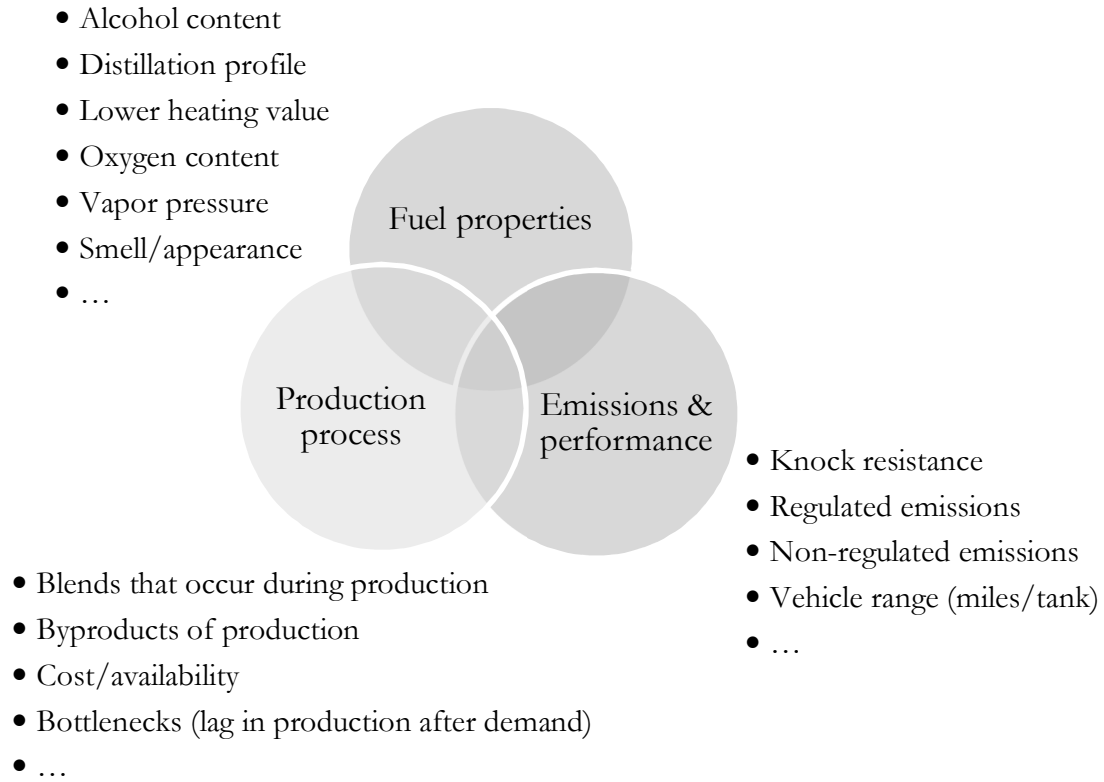 • Alcohol content
• Distillation profile
• Lower heating value
• Oxygen content
• Vapor pressure
• Smell/appearance
• …
Fuel properties
Production
process
Emissions &
performance
• Knock resistance
• Regulated emissions
• Non-regulated emissions
• Vehicle range (miles/tank)
• …
• Blends that occur during production
• Byproducts of production
• Cost/availability
• Bottlenecks (lag in production after demand)
• …